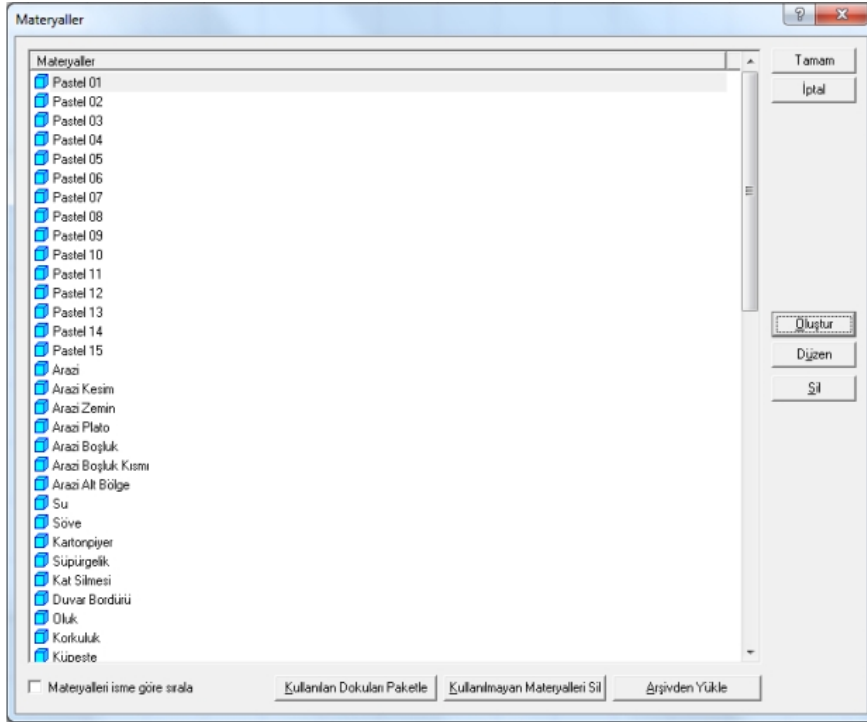 Materyaller
Materyaller
Tamam
İptal
Pastel 01
Pastel 02
Pastel 03
Pastel 04
Pastel 05
Pastel 06
Pastel 07
Pastel 08
Pastel 09
Pastel 10
Pastel 11
Pastel 12
Pastel 13
Pastel 14
Pastel 15
Arazi
Arazi Kesim
Arazi Zemin
Arazi Plato
Arazi Boşluk
Arazi Boşluk Kısmı
Arazi Alt Bölge
Su
Söve
Kartonpiyer
Süpürgelik
Kat Silmesi
Duvar Bordürü
Oluk
Korkuluk
Küpeşte
Oluştur
Düzen
Sil
Materyalleri isme göre sırala
Kullanılan Dokuları Paketle
Kullanılmayan Materyalleri Sil
Arşivden Yükle